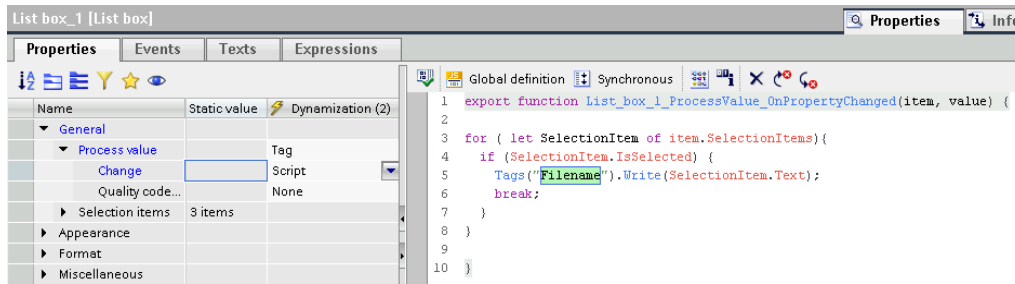 List box_1 [List box]
Properties
Info
Properties Events Texts Expressions
Global definition Synchronous
Name Static value Dynamization (2)
General
Process value Tag
Change Script
Quality code... None
Selection items 3 items
Appearance
Format
Miscellaneous
1 export function List_box_1_ProcessValue_OnPropertyChanged(item, value) {
2
3 for ( let SelectionItem of item.SelectionItems){
4 if (SelectionItem.IsSelected) {
5 Tags("Filename").Write(SelectionItem.Text);
6 break;
7 }
8 }
9
10 }